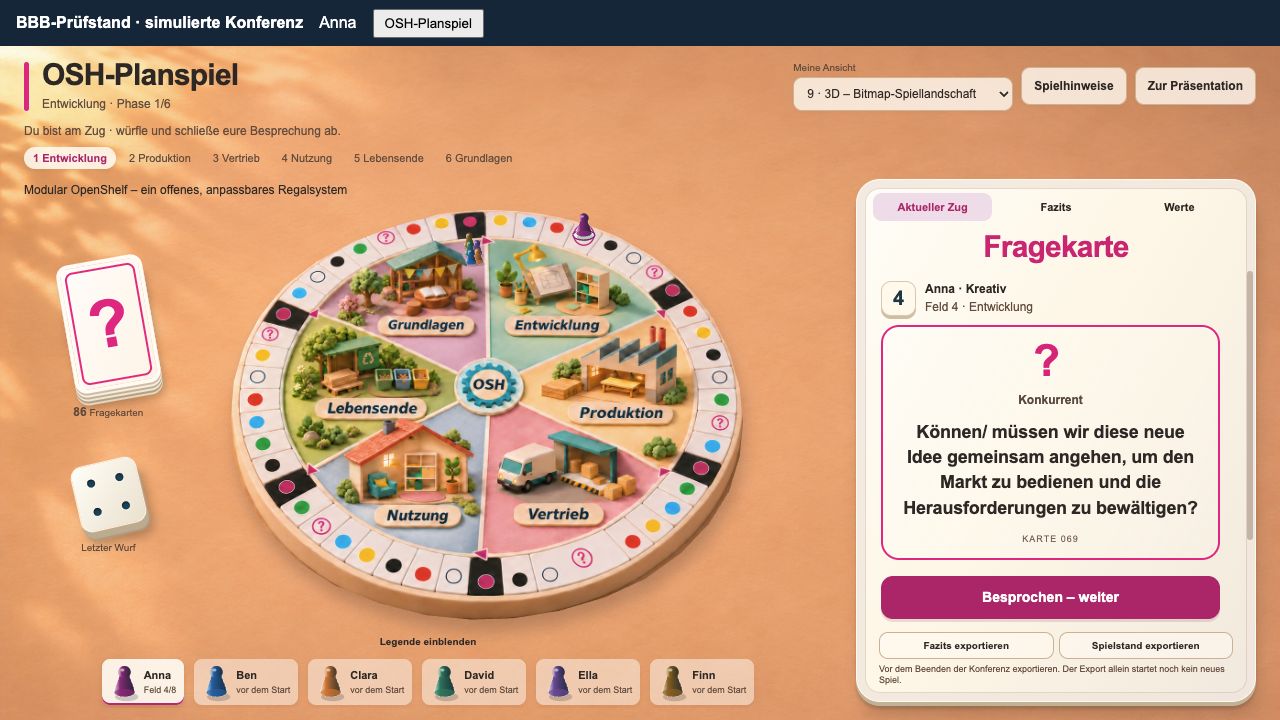 BBB-Prüfstand · simulierte Konferenz Anna OSH-Planspiel
OSH-Planspiel
Entwicklung · Phase 1/6
Du bist am Zug · würfle und schließe eure Besprechung ab.
1 Entwicklung 2 Produktion 3 Vertrieb 4 Nutzung 5 Lebensende 6 Grundlagen
Modular OpenShelf – ein offenes, anpassbares Regalsystem
Meine Ansicht
9 · 3D – Bitmap-Spiellandschaft
Spielhinweise
Zur Präsentation
?
86 Fragekarten
Letzter Wurf
Grundlagen
Entwicklung
Lebensende
OSH
Produktion
Nutzung
Vertrieb
?
?
?
?
?
?
Legende einblenden
Anna
Feld 4/8
Ben
vor dem Start
Clara
vor dem Start
David
vor dem Start
Ella
vor dem Start
Finn
vor dem Start
Aktueller Zug Fazits Werte
Fragekarte
4
Anna · Kreativ
Feld 4 · Entwicklung
?
Konkurrent
Können/ müssen wir diese neue
Idee gemeinsam angehen, um den
Markt zu bedienen und die
Herausforderungen zu bewältigen?
KARTE 069
Besprochen – weiter
Fazits exportieren
Spielstand exportieren
Vor dem Beenden der Konferenz exportieren. Der Export allein startet noch kein neues
Spiel.